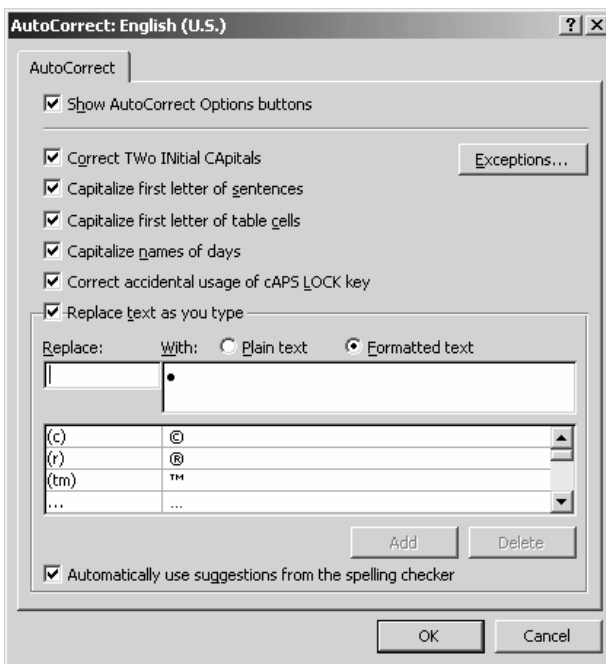 AutoCorrect: English (U.S.)
AutoCorrect
Show AutoCorrect Options buttons
Correct TWo INitial CApitals
Exceptions...
Capitalize first letter of sentences
Capitalize first letter of table cells
Capitalize names of days
Correct accidental usage of cAPS LOCK key
Replace text as you type
Replace: With: Plain text Formatted text
•
(c) ©
(r) ®
(tm) ™
... ...
Add Delete
Automatically use suggestions from the spelling checker
OK Cancel